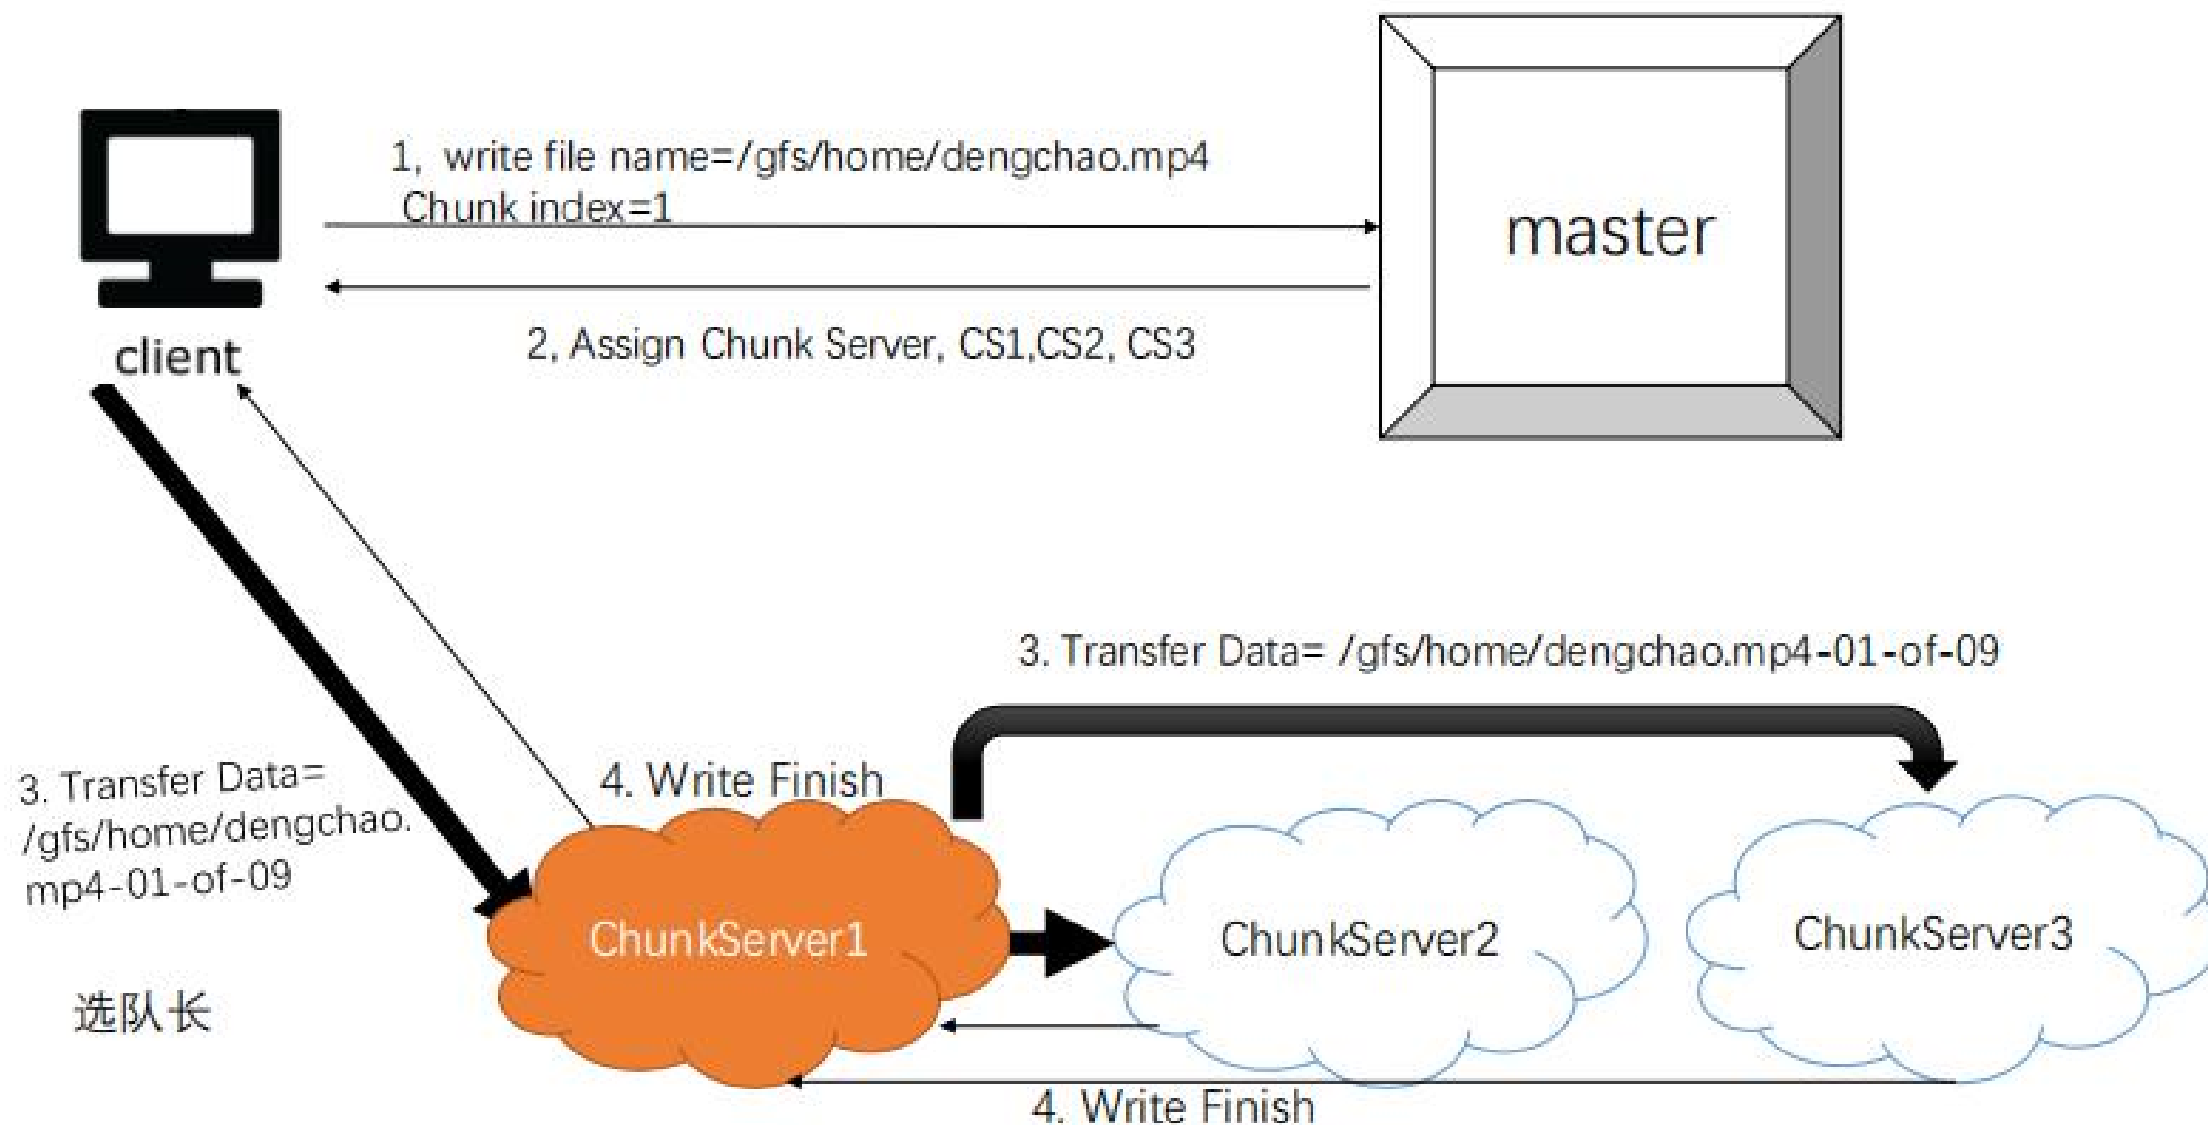 1,  write file name=/gfs/home/dengchao.mp4
Chunk index=1
master
2, Assign Chunk Server, CS1,CS2, CS3
client
3. Transfer Data= /gfs/home/dengchao.mp4-01-of-09
3. Transfer Data=
/gfs/home/dengchao.
mp4-01-of-09
4. Write Finish
ChunkServer1
ChunkServer2
ChunkServer3
选队长
4. Write Finish